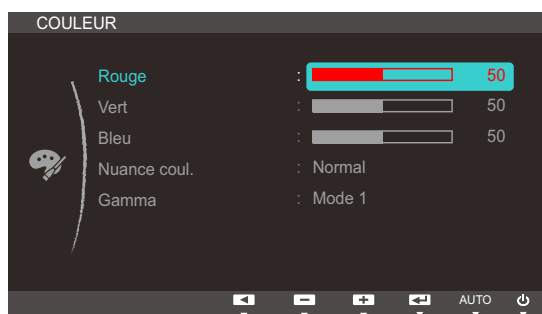 COULEUR
Rouge : 50
Vert : 50
Bleu : 50
Nuance coul. : Normal
Gamma : Mode 1
AUTO